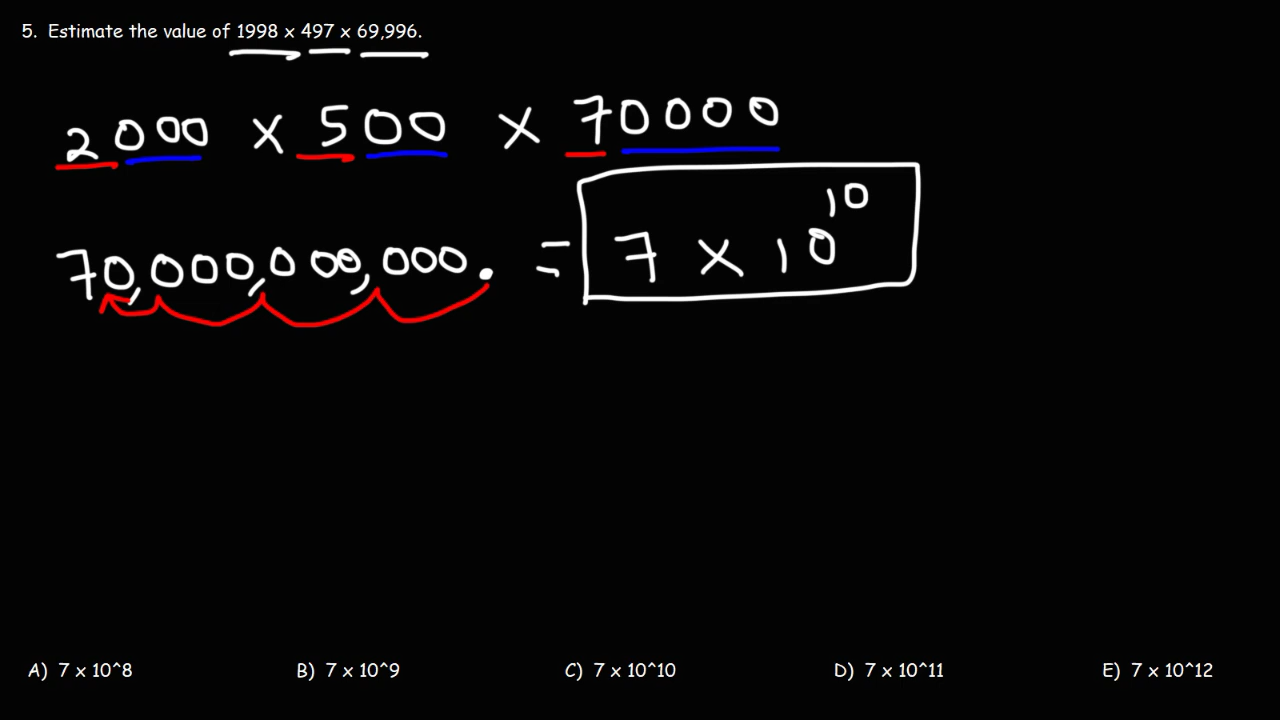 5. Estimate the value of 1998 x 497 x 69,996.
2000 x 500 x 70000
70,000,000,000. = 7 x 10^10
A) 7 x 10^8 B) 7 x 10^9 C) 7 x 10^10 D) 7 x 10^11 E) 7 x 10^12